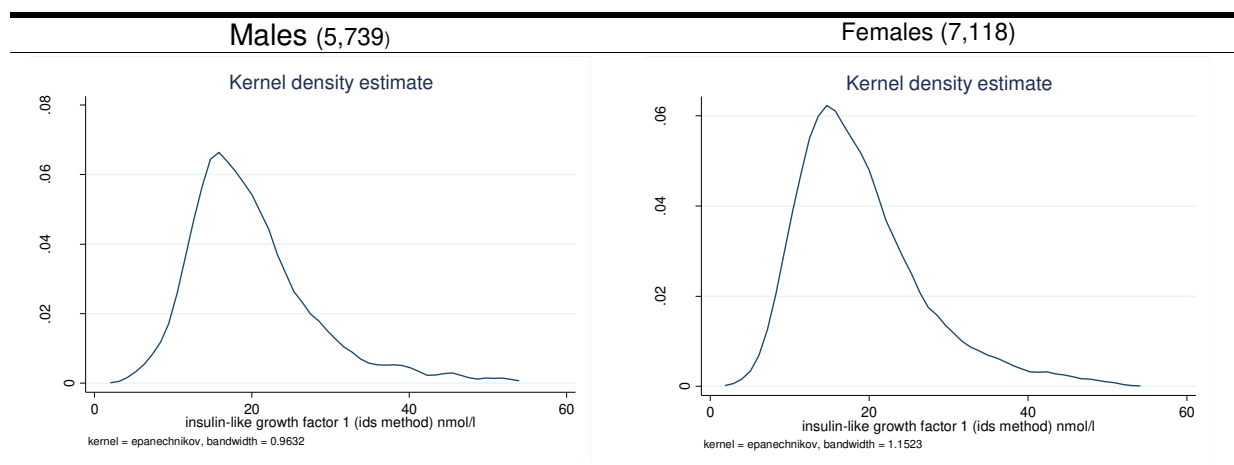 Males (5,739)
Females (7,118)
Kernel density estimate
.08
.06
.04
.02
0
0
20
40
60
insulin-like growth factor 1 (ids method) nmol/l
kernel = epanechnikov, bandwidth = 0.9632
Kernel density estimate
.06
.04
.02
0
0
20
40
60
insulin-like growth factor 1 (ids method) nmol/l
kernel = epanechnikov, bandwidth = 1.1523